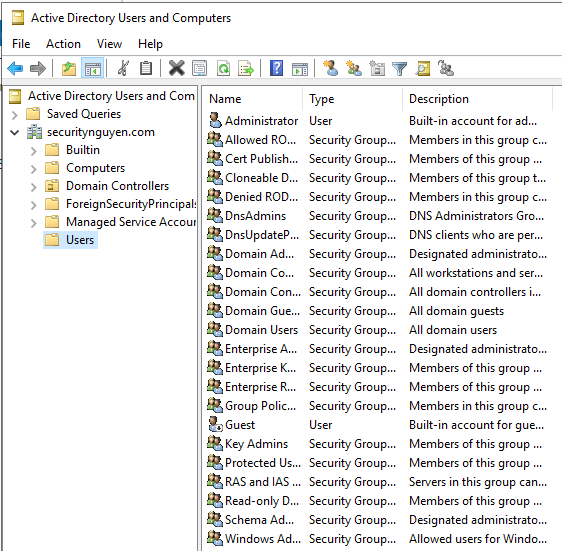 Active Directory Users and Computers
File Action View Help
Active Directory Users and Com
Saved Queries
securitynguyen.com
Builtin
Computers
Domain Controllers
ForeignSecurityPrincipals
Managed Service Accour
Users
Name Type Description
Administrator User Built-in account for ad...
Allowed RO... Security Group... Members in this group c...
Cert Publish... Security Group... Members of this group ...
Cloneable D... Security Group... Members of this group t...
Denied ROD... Security Group... Members in this group c...
DnsAdmins Security Group... DNS Administrators Gro...
DnsUpdateP... Security Group... DNS clients who are per...
Domain Ad... Security Group... Designated administrato...
Domain Co... Security Group... All workstations and ser...
Domain Con... Security Group... All domain controllers i...
Domain Gue... Security Group... All domain guests
Domain Users Security Group... All domain users
Enterprise A... Security Group... Designated administrato...
Enterprise K... Security Group... Members of this group ...
Enterprise R... Security Group... Members of this group ...
Group Polic... Security Group... Members in this group c...
Guest User Built-in account for gue...
Key Admins Security Group... Members of this group ...
Protected Us... Security Group... Members of this group ...
RAS and IAS ... Security Group... Servers in this group can...
Read-only D... Security Group... Members of this group ...
Schema Ad... Security Group... Designated administrato...
Windows Ad... Security Group... Allowed users for Windo...